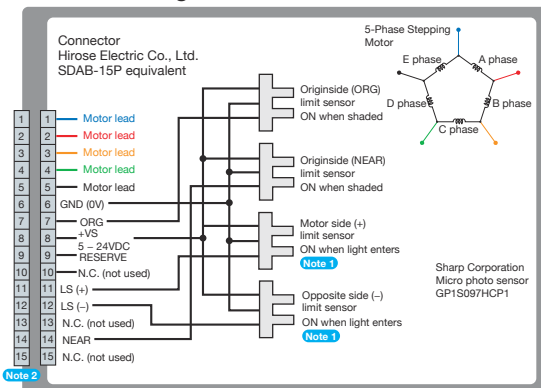 Connector
Hirose Electric Co., Ltd.
SDAB-15P equivalent
5-Phase Stepping
Motor
E phase
A phase
D phase
B phase
C phase
1 1 Motor lead
2 2 Motor lead
3 3 Motor lead
4 4 Motor lead
5 5 Motor lead
6 6 GND (0V)
7 7 ORG
8 8 +VS
5 – 24VDC
9 9 RESERVE
10 10 N.C. (not used)
11 11 LS (+)
12 12 LS (–)
13 13 N.C. (not used)
14 14 NEAR
15 15 N.C. (not used)
Note 2
Originside (ORG)
limit sensor
ON when shaded
Originside (NEAR)
limit sensor
ON when shaded
Motor side (+)
limit sensor
ON when light enters
Note 1
Opposite side (–)
limit sensor
ON when light enters
Note 1
Sharp Corporation
Micro photo sensor
GP1S097HCP1